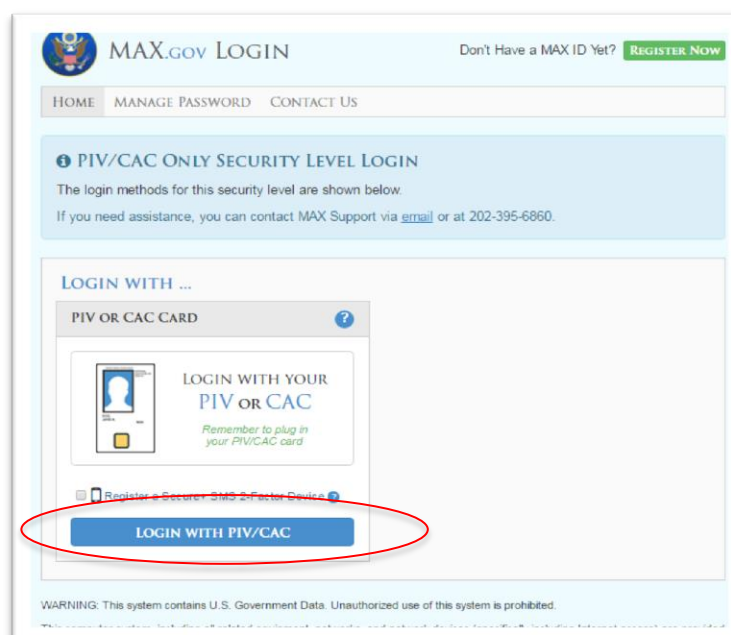 MAX.GOV LOGIN
Don't Have a MAX ID Yet? REGISTER NOW
HOME MANAGE PASSWORD CONTACT US
PIV/CAC ONLY SECURITY LEVEL LOGIN
The login methods for this security level are shown below.
If you need assistance, you can contact MAX Support via email or at 202-395-6860.
LOGIN WITH ...
PIV OR CAC CARD
LOGIN WITH YOUR
PIV OR CAC
Remember to plug in
your PIV/CAC card
Register a Secure+ SMS 2-Factor Device
LOGIN WITH PIV/CAC
WARNING: This system contains U.S. Government Data. Unauthorized use of this system is prohibited.